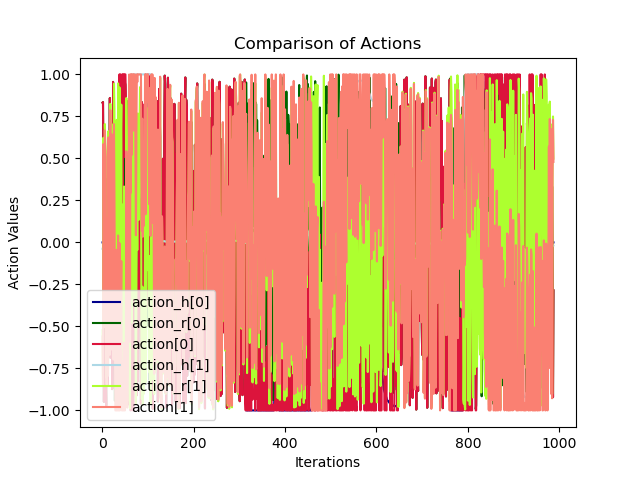 Comparison of Actions
1.00
0.75
0.50
0.25
0.00
−0.25
−0.50
−0.75
−1.00
Action Values
action_h[0]
action_r[0]
action[0]
action_h[1]
action_r[1]
action[1]
0 200 400 600 800 1000
Iterations